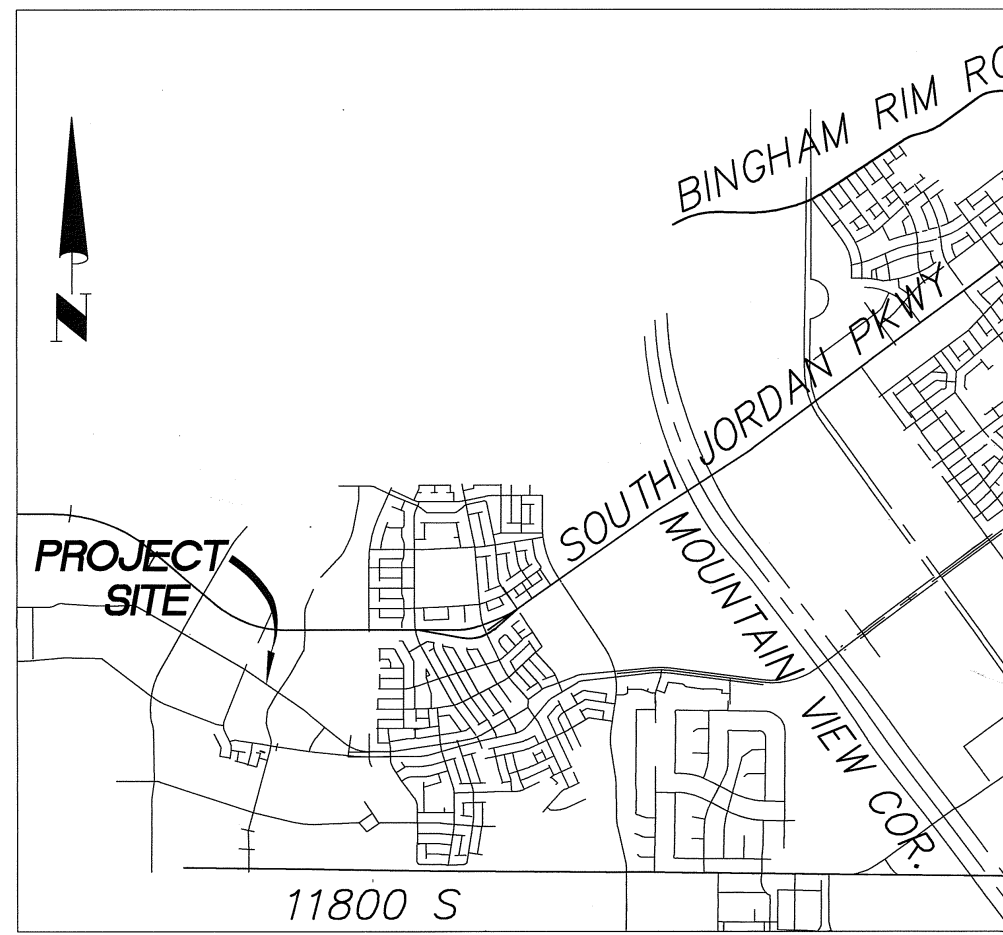 BINGHAM RIM RO
N
SOUTH JORDAN PKWY
PROJECT
SITE
MOUNTAIN VIEW COR.
11800 S